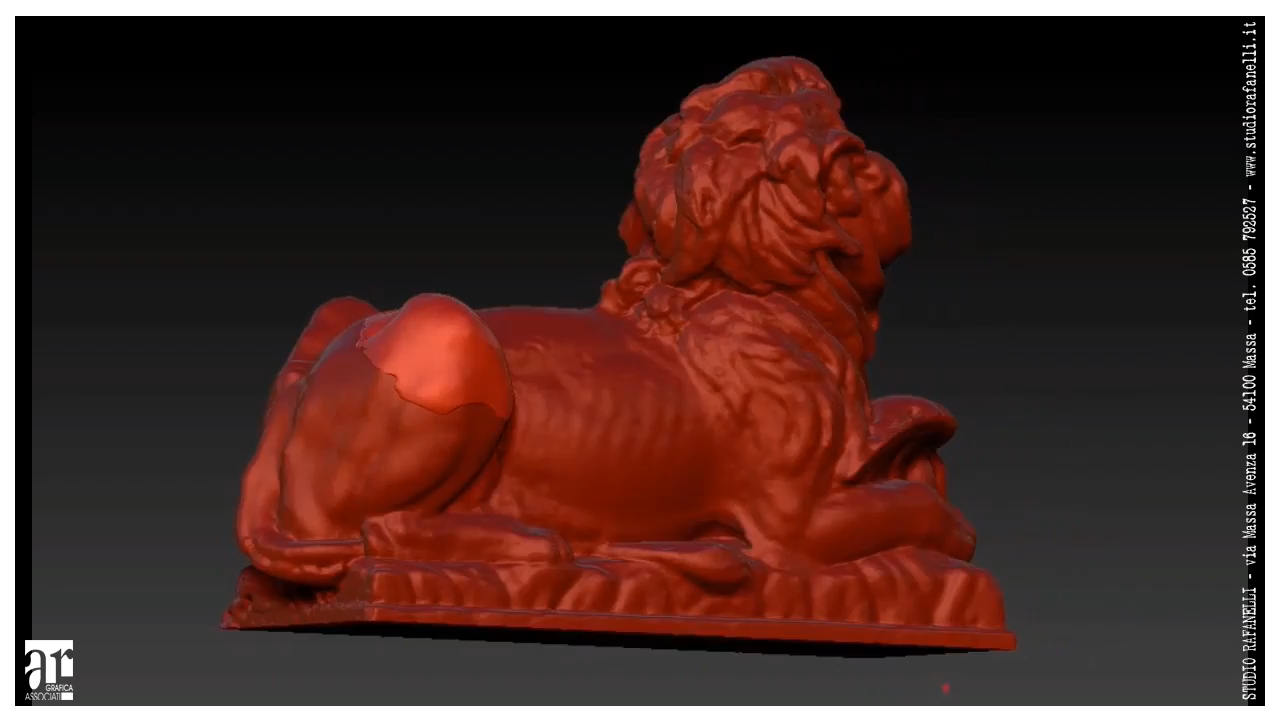 STUDIO RAFANELLI - via Massa Avenza 16 - 54100 Massa - tel. 0585 792527 - www.studiorafanelli.it
ar
GRAFICA
ASSOCIATI